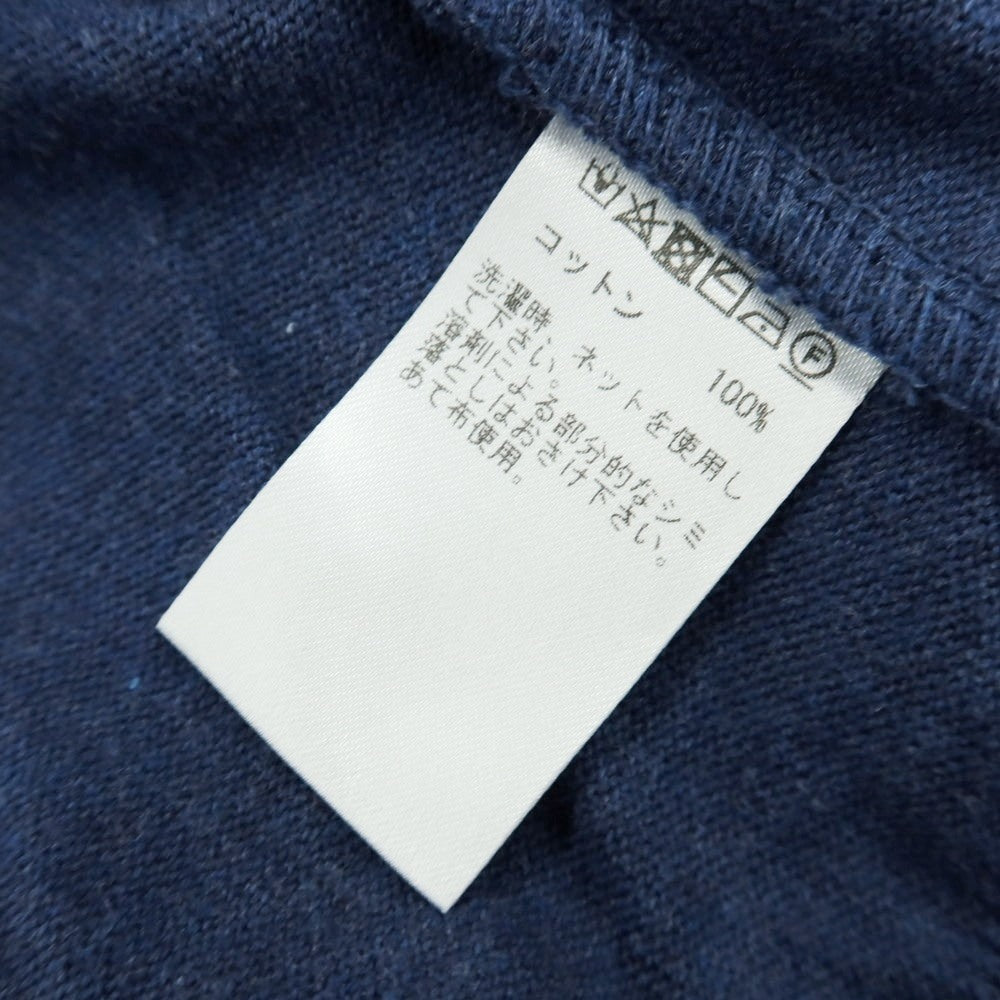 Ⓕ
コットン 100%
洗濯時 ネットを使用し
て下さい。
溶剤による部分的なシミ
落としはおさけ下さい。
あて布使用。